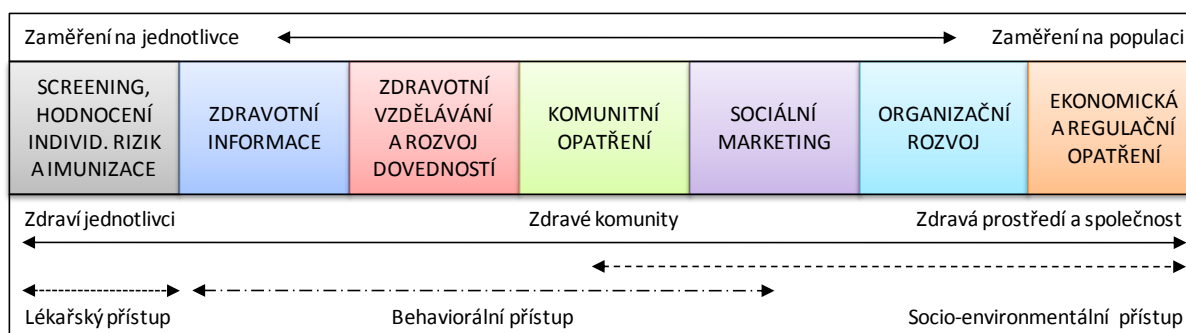 Zaměření na jednotlivce
Zaměření na populaci
SCREENING,
HODNOCENÍ
INDIVID. RIZIK
A IMUNIZACE
ZDRAVOTNÍ
INFORMACE
ZDRAVOTNÍ
VZDĚLÁVÁNÍ
A ROZVOJ
DOVEDNOSTÍ
KOMUNITNÍ
OPATŘENÍ
SOCIÁLNÍ
MARKETING
ORGANIZAČNÍ
ROZVOJ
EKONOMICKÁ
A REGULAČNÍ
OPATŘENÍ
Zdraví jednotlivci
Zdravé komunity
Zdravá prostředí a společnost
Lékařský přístup
Behaviorální přístup
Socio-environmentální přístup